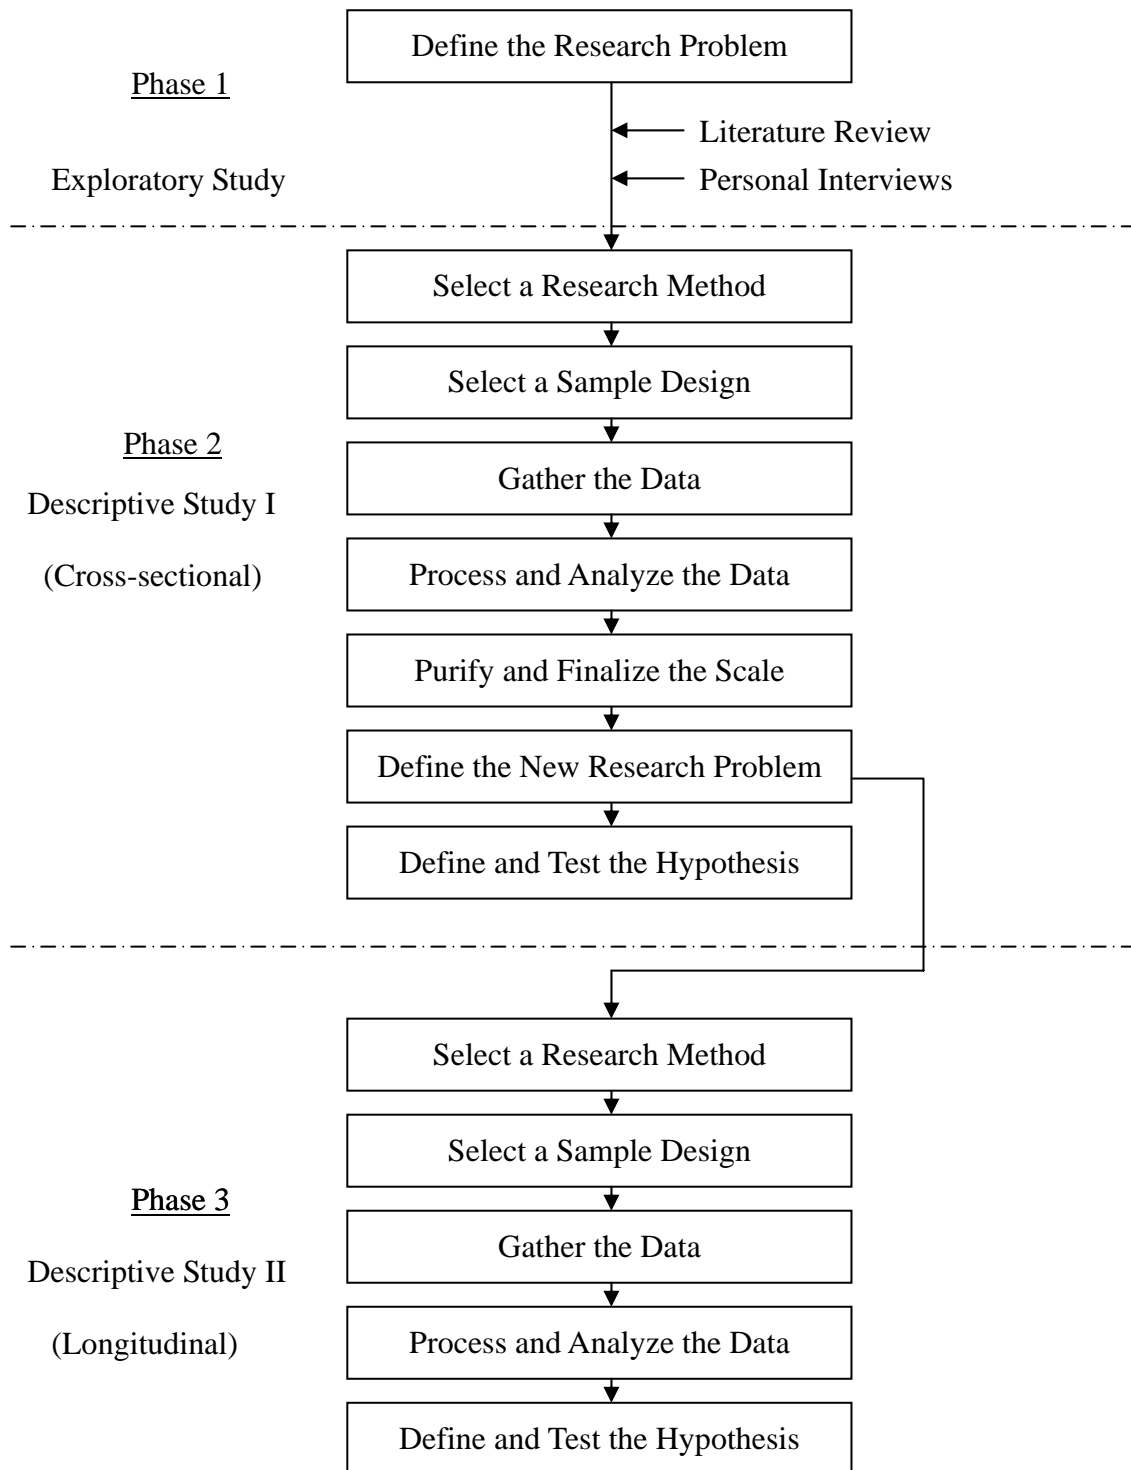 Define the Research Problem
Phase 1
Literature Review
Exploratory Study
Personal Interviews
Select a Research Method
Select a Sample Design
Phase 2
Gather the Data
Descriptive Study I
(Cross-sectional)
Process and Analyze the Data
Purify and Finalize the Scale
Define the New Research Problem
Define and Test the Hypothesis
Select a Research Method
Select a Sample Design
Phase 3
Gather the Data
Descriptive Study II
(Longitudinal)
Process and Analyze the Data
Define and Test the Hypothesis